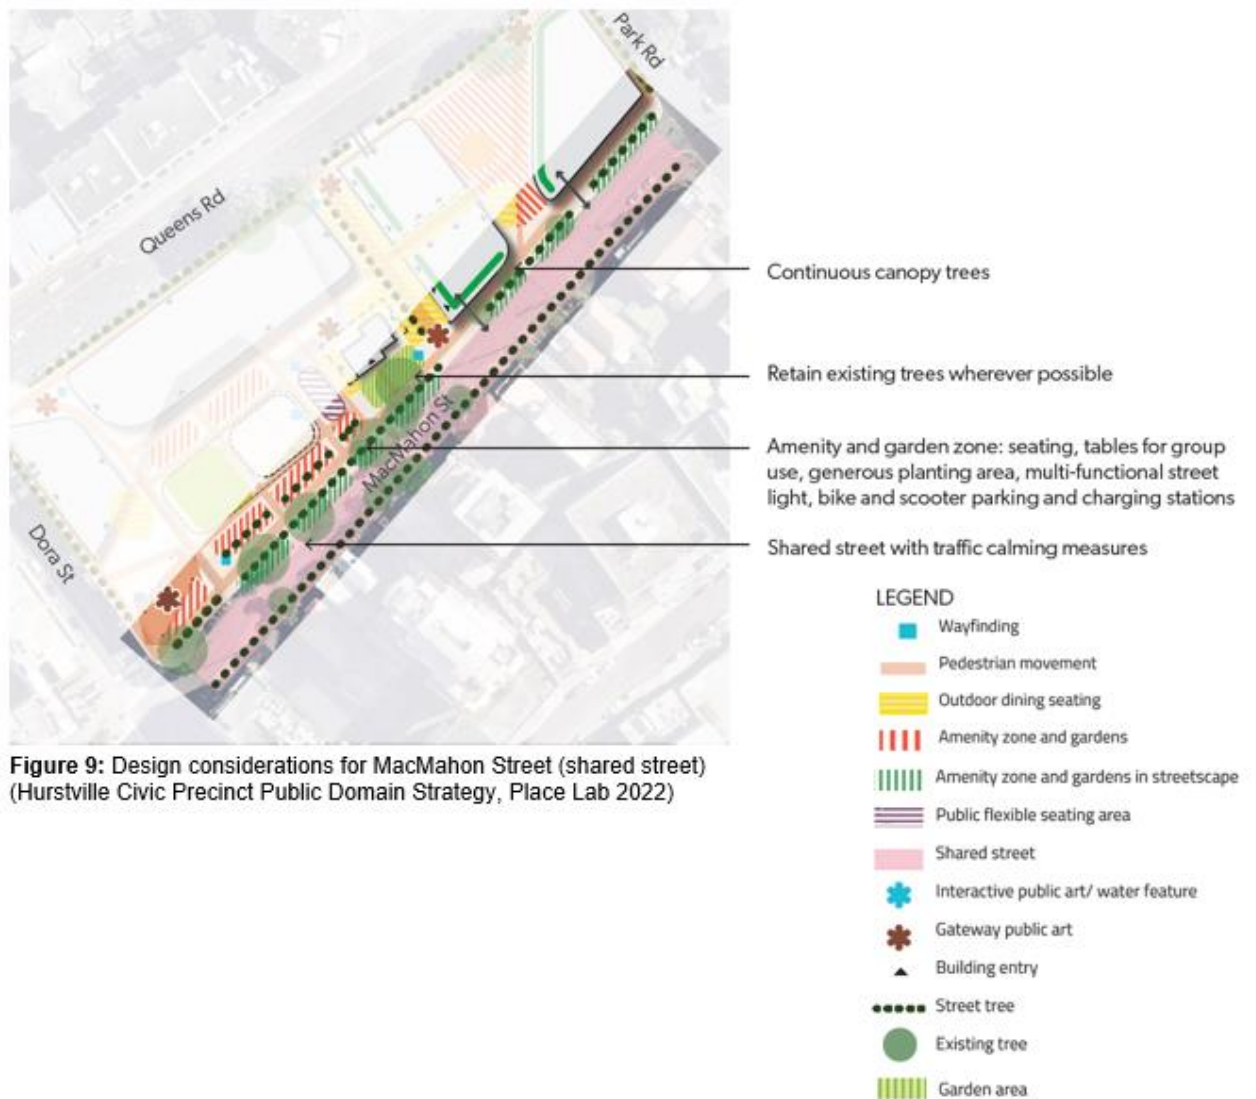 Park Rd
Queens Rd
MacMahon St
Dora St
Continuous canopy trees
Retain existing trees wherever possible
Amenity and garden zone: seating, tables for group
use, generous planting area, multi-functional street
light, bike and scooter parking and charging stations
Shared street with traffic calming measures
LEGEND
Wayfinding
Pedestrian movement
Outdoor dining seating
Amenity zone and gardens
Amenity zone and gardens in streetscape
Public flexible seating area
Shared street
Interactive public art/ water feature
Gateway public art
Building entry
Street tree
Existing tree
Garden area
Figure 9: Design considerations for MacMahon Street (shared street)
(Hurstville Civic Precinct Public Domain Strategy, Place Lab 2022)